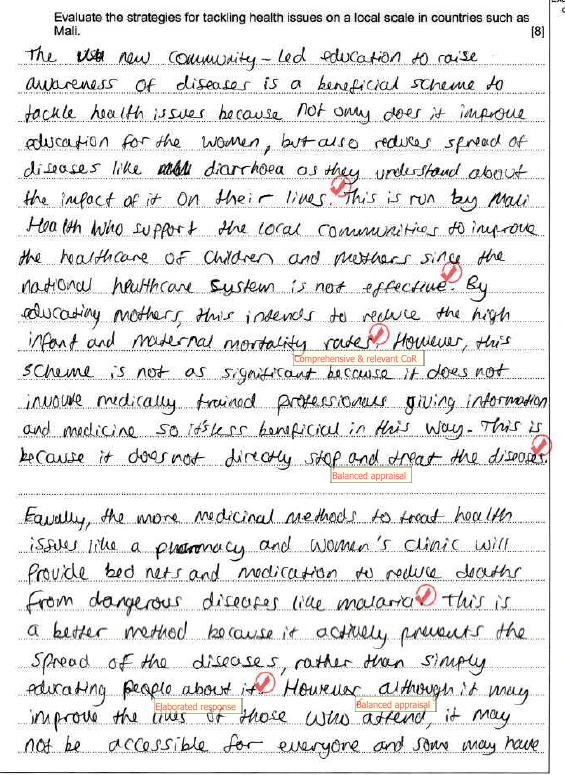 Evaluate the strategies for tackling health issues on a local scale in countries such as
Mali. [8]
The new community-led education to raise
awareness of diseases is a beneficial scheme to
tackle health issues because not only does it improve
education for the women, but also reduces spread of
diseases like diarrhoea as they understand about
the impact of it on their lives. This is run by Mali
Health who support the local communities to improve
the healthcare of children and mothers since the
national healthcare system is not effective. By
educating mothers, this intends to reduce the high
infant and maternal mortality rates. However, this
Comprehensive & relevant CoR
scheme is not as significant because it does not
involve medically trained professionals giving information
and medicine so it's less beneficial in this way. This is
because it does not directly stop and treat the diseases.
Balanced appraisal
Equally, the more medicinal methods to treat health
issues like a pharmacy and women's clinic will
provide bed nets and medication to reduce deaths
from dangerous diseases like malaria. This is
a better method because it actively prevents the
spread of the diseases, rather than simply
educating people about it. However although it may
Elaborated response Balanced appraisal
improve the lives of those who attend, it may
not be accessible for everyone and some may have